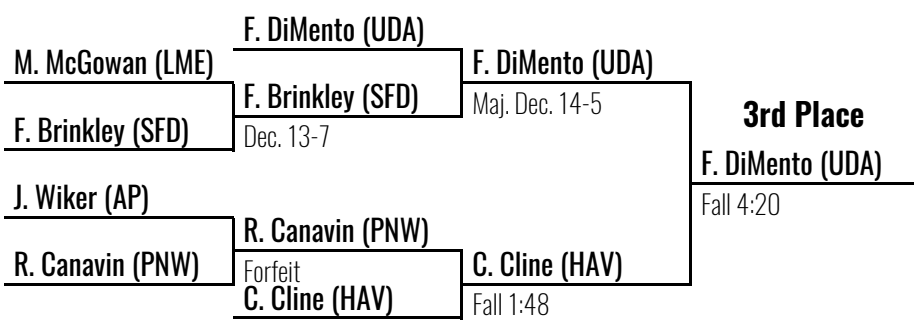 F. DiMento (UDA)
M. McGowan (LME)
F. DiMento (UDA)
F. Brinkley (SFD)
Maj. Dec. 14-5
3rd Place
F. Brinkley (SFD)
Dec. 13-7
F. DiMento (UDA)
J. Wiker (AP)
Fall 4:20
R. Canavin (PNW)
R. Canavin (PNW)
Forfeit
C. Cline (HAV)
C. Cline (HAV)
Fall 1:48